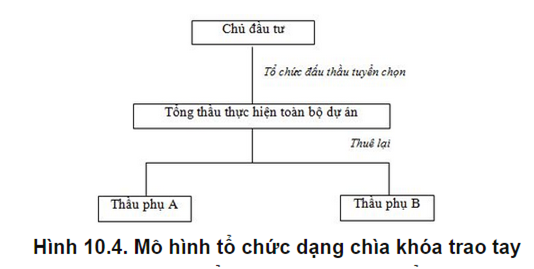 Chủ đầu tư
Tổ chức đấu thầu tuyển chọn
Tổng thầu thực hiện toàn bộ dự án
Thuê lại
Thầu phụ A
Thầu phụ B
Hình 10.4. Mô hình tổ chức dạng chìa khóa trao tay